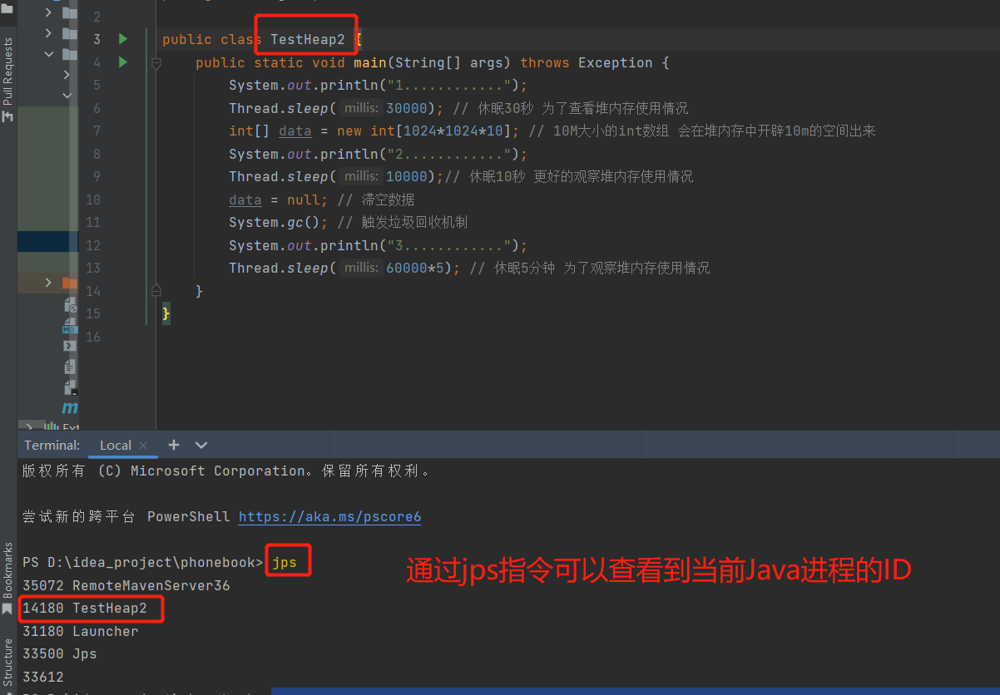 Pull Requests
2
3 public class TestHeap2 {
4 public static void main(String[] args) throws Exception {
5 System.out.println("1............");
6 Thread.sleep( millis: 30000); // 休眠30秒 为了查看堆内存使用情况
7 int[] data = new int[1024*1024*10]; // 10M大小的int数组 会在堆内存中开辟10m的空间出来
8 System.out.println("2............");
9 Thread.sleep( millis: 10000);// 休眠10秒 更好的观察堆内存使用情况
10 data = null; // 滞空数据
11 System.gc(); // 触发垃圾回收机制
12 System.out.println("3............");
13 Thread.sleep( millis: 60000*5); // 休眠5分钟 为了观察堆内存使用情况
14 }
15 }
16
MD
m
Ext
Terminal: Local
版权所有 (C) Microsoft Corporation。保留所有权利。
尝试新的跨平台 PowerShell https://aka.ms/pscore6
PS D:\idea_project\phonebook> jps
通过jps指令可以查看到当前Java进程的ID
35072 RemoteMavenServer36
14180 TestHeap2
31180 Launcher
33500 Jps
33612
Bookmarks
Structure